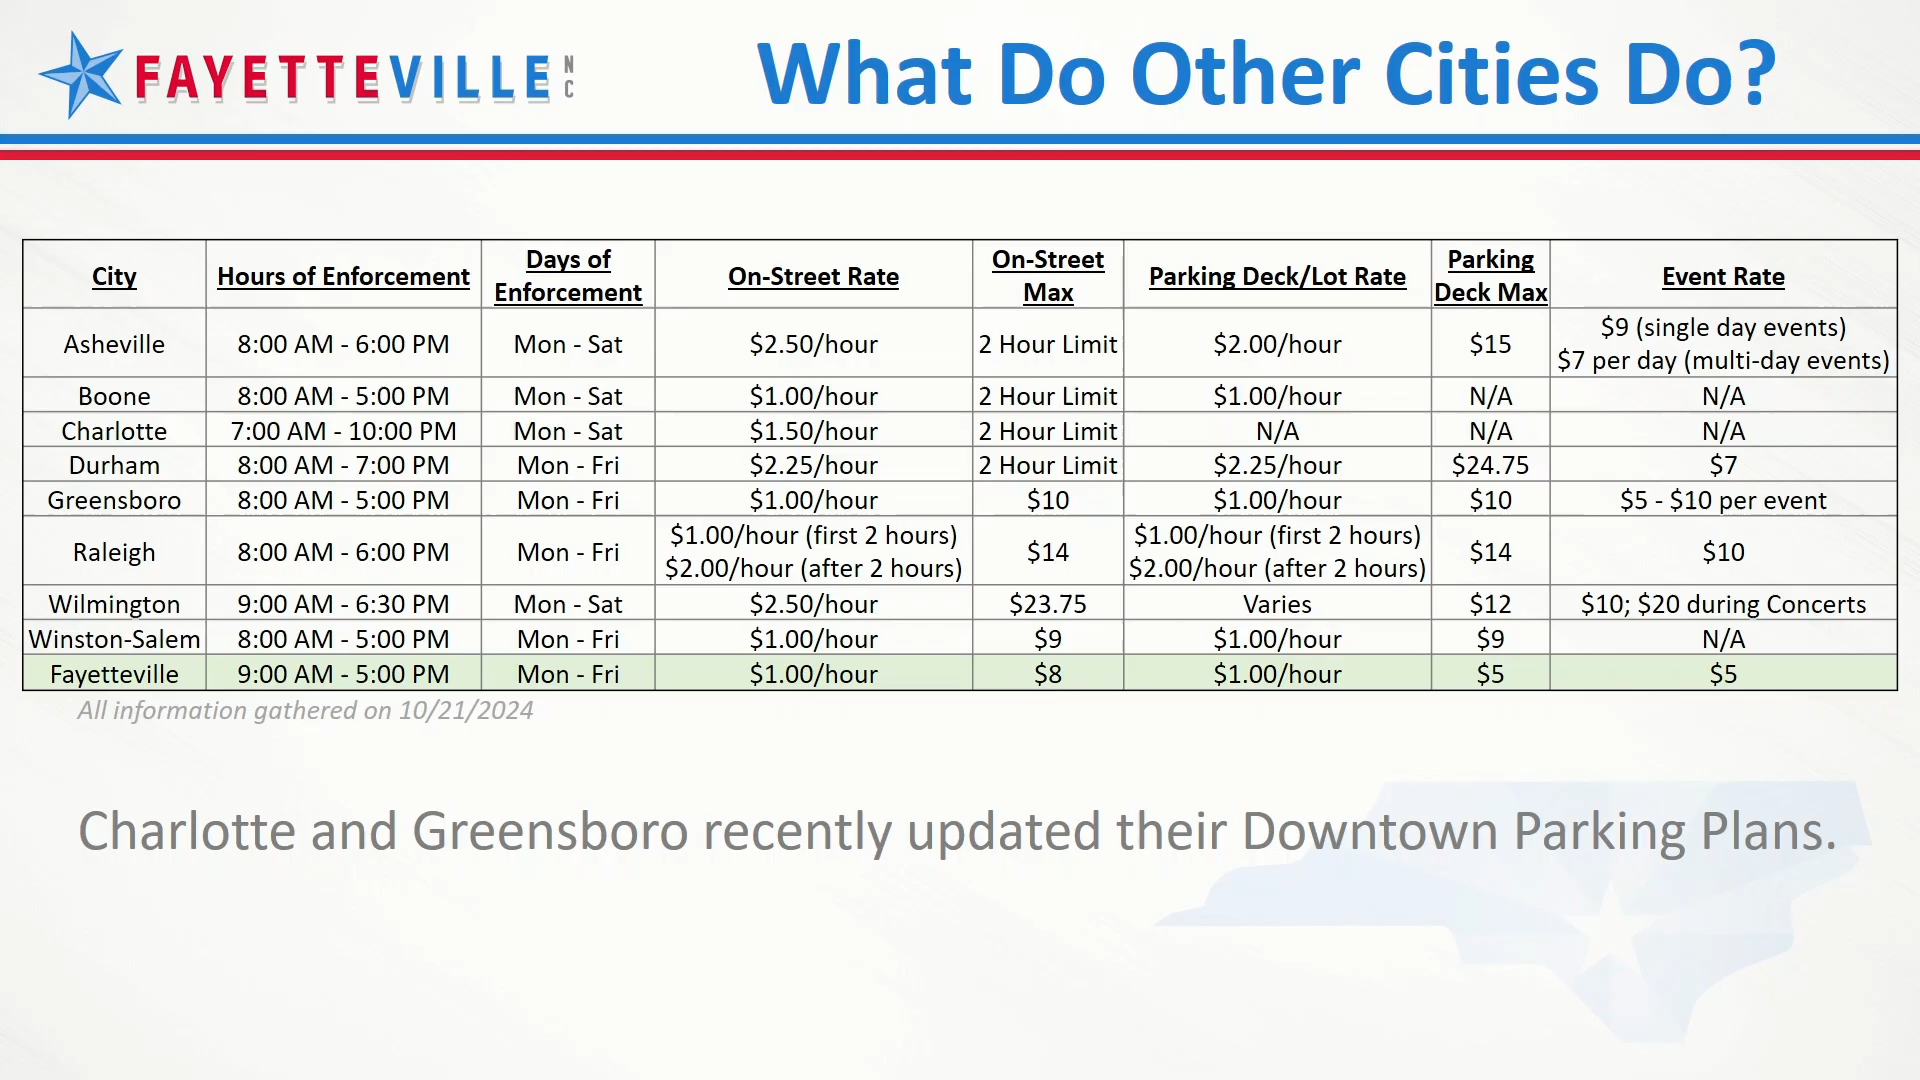 FAYETTEVILLE NC
What Do Other Cities Do?
City Hours of Enforcement Days of Enforcement On-Street Rate On-Street Max Parking Deck/Lot Rate Parking Deck Max Event Rate
Asheville 8:00 AM - 6:00 PM Mon - Sat $2.50/hour 2 Hour Limit $2.00/hour $15 $9 (single day events) $7 per day (multi-day events)
Boone 8:00 AM - 5:00 PM Mon - Sat $1.00/hour 2 Hour Limit $1.00/hour N/A N/A
Charlotte 7:00 AM - 10:00 PM Mon - Sat $1.50/hour 2 Hour Limit N/A N/A N/A
Durham 8:00 AM - 7:00 PM Mon - Fri $2.25/hour 2 Hour Limit $2.25/hour $24.75 $7
Greensboro 8:00 AM - 5:00 PM Mon - Fri $1.00/hour $10 $1.00/hour $10 $5 - $10 per event
Raleigh 8:00 AM - 6:00 PM Mon - Fri $1.00/hour (first 2 hours) $2.00/hour (after 2 hours) $14 $1.00/hour (first 2 hours) $2.00/hour (after 2 hours) $14 $10
Wilmington 9:00 AM - 6:30 PM Mon - Sat $2.50/hour $23.75 Varies $12 $10; $20 during Concerts
Winston-Salem 8:00 AM - 5:00 PM Mon - Fri $1.00/hour $9 $1.00/hour $9 N/A
Fayetteville 9:00 AM - 5:00 PM Mon - Fri $1.00/hour $8 $1.00/hour $5 $5
All information gathered on 10/21/2024
Charlotte and Greensboro recently updated their Downtown Parking Plans.